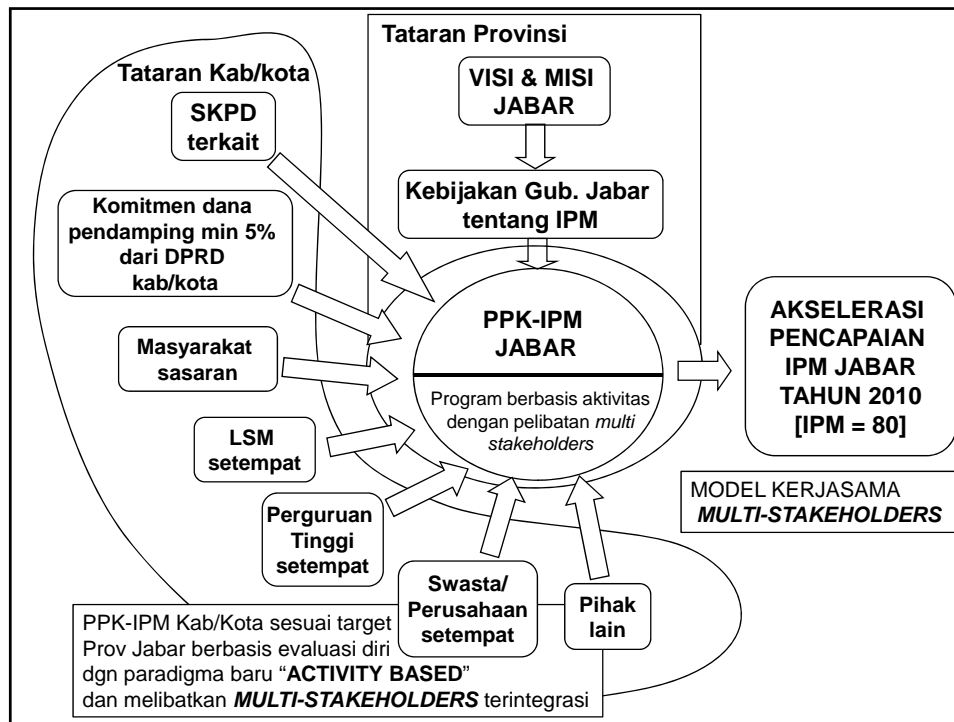 Tataran Provinsi
VISI & MISI
JABAR
Kebijakan Gub. Jabar
tentang IPM
Tataran Kab/kota
SKPD
terkait
Komitmen dana
pendamping min 5%
dari DPRD
kab/kota
Masyarakat
sasaran
LSM
setempat
Perguruan
Tinggi
setempat
Swasta/
Perusahaan
setempat
Pihak
lain
PPK-IPM
JABAR
Program berbasis aktivitas
dengan pelibatan multi
stakeholders
AKSELERASI
PENCAPAIAN
IPM JABAR
TAHUN 2010
[IPM = 80]
MODEL KERJASAMA
MULTI-STAKEHOLDERS
PPK-IPM Kab/Kota sesuai target
Prov Jabar berbasis evaluasi diri
dgn paradigma baru “ACTIVITY BASED”
dan melibatkan MULTI-STAKEHOLDERS terintegrasi